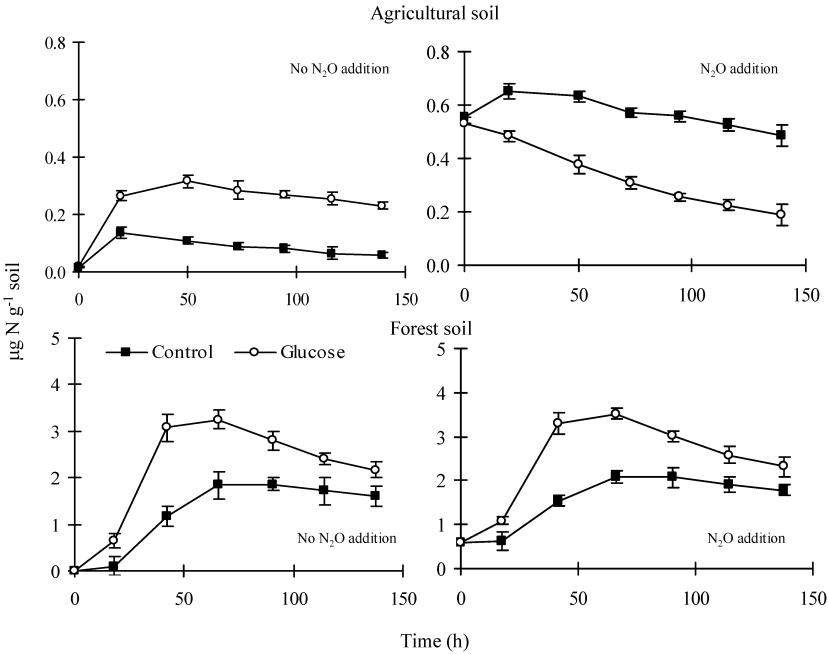 Agricultural soil
0.8
0.6
0.4
0.2
0.0
0 50 100 150
No N₂O addition
0.8
0.6
0.4
0.2
0.0
0 50 100 150
N₂O addition
µg N g⁻¹ soil
Forest soil
5
4
3
2
1
0
0 50 100 150
Control Glucose
No N₂O addition
5
4
3
2
1
0
0 50 100 150
N₂O addition
Time (h)